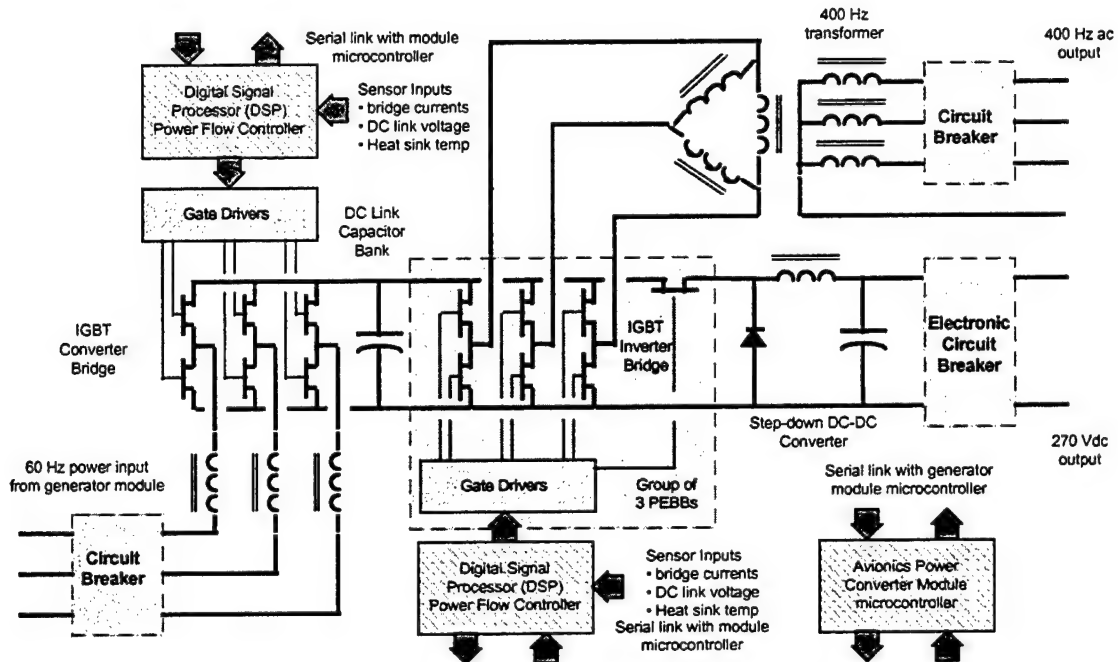 Serial link with module
microcontroller
Digital Signal
Processor (DSP)
Power Flow Controller
Sensor Inputs
• bridge currents
• DC link voltage
• Heat sink temp
Gate Drivers
DC Link
Capacitor
Bank
IGBT
Converter
Bridge
400 Hz
transformer
400 Hz ac
output
Circuit
Breaker
IGBT
Inverter
Bridge
Electronic
Circuit
Breaker
Step-down DC-DC
Converter
270 Vdc
output
60 Hz power input
from generator module
Circuit
Breaker
Gate Drivers
Group of
3 PEBBs
Digital Signal
Processor (DSP)
Power Flow Controller
Sensor Inputs
• bridge currents
• DC link voltage
• Heat sink temp
Serial link with module
microcontroller
Serial link with generator
module microcontroller
Avionics Power
Converter Module
microcontroller